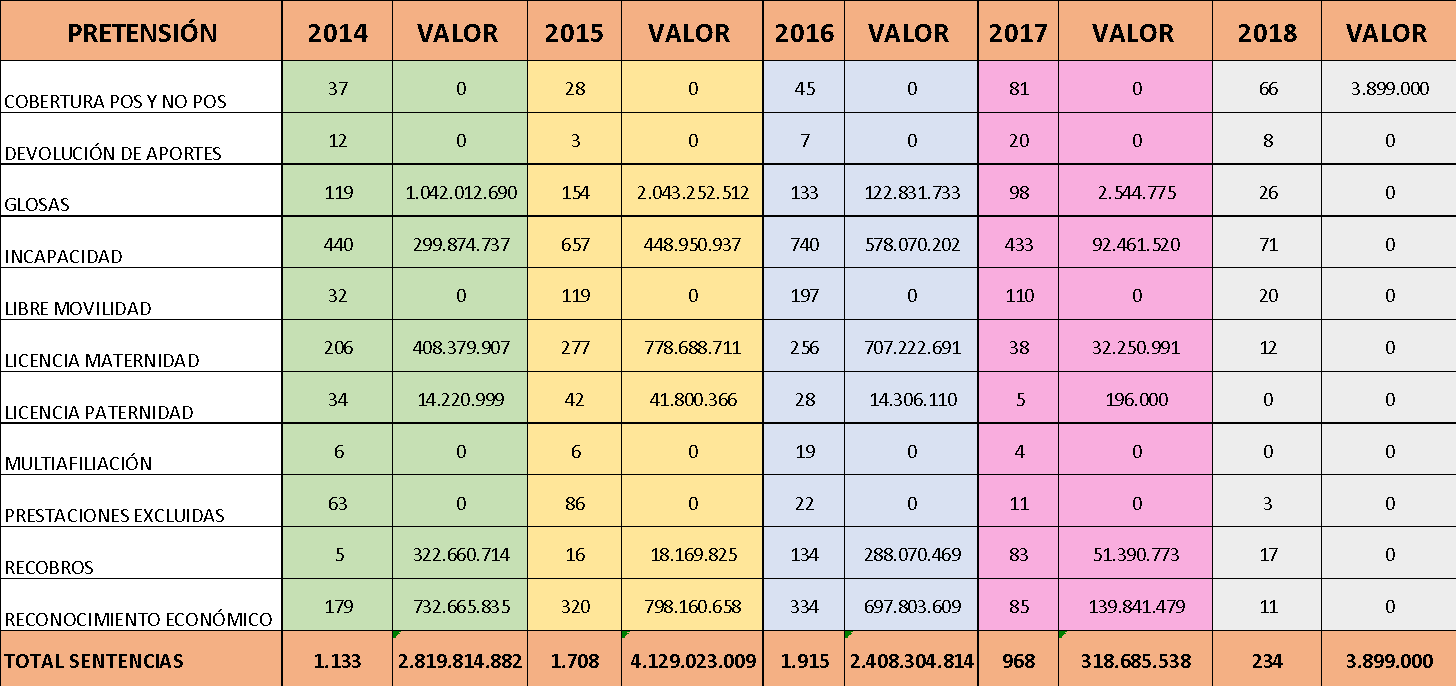 PRETENSIÓN 2014 VALOR 2015 VALOR 2016 VALOR 2017 VALOR 2018 VALOR
COBERTURA POS Y NO POS 37 0 28 0 45 0 81 0 66 3.899.000
DEVOLUCIÓN DE APORTES 12 0 3 0 7 0 20 0 8 0
GLOSAS 119 1.042.012.690 154 2.043.252.512 133 122.831.733 98 2.544.775 26 0
INCAPACIDAD 440 299.874.737 657 448.950.937 740 578.070.202 433 92.461.520 71 0
LIBRE MOVILIDAD 32 0 119 0 197 0 110 0 20 0
LICENCIA MATERNIDAD 206 408.379.907 277 778.688.711 256 707.222.691 38 32.250.991 12 0
LICENCIA PATERNIDAD 34 14.220.999 42 41.800.366 28 14.306.110 5 196.000 0 0
MULTIAFILIACIÓN 6 0 6 0 19 0 4 0 0 0
PRESTACIONES EXCLUIDAS 63 0 86 0 22 0 11 0 3 0
RECOBROS 5 322.660.714 16 18.169.825 134 288.070.469 83 51.390.773 17 0
RECONOCIMIENTO ECONÓMICO 179 732.665.835 320 798.160.658 334 697.803.609 85 139.841.479 11 0
TOTAL SENTENCIAS 1.133 2.819.814.882 1.708 4.129.023.009 1.915 2.408.304.814 968 318.685.538 234 3.899.000